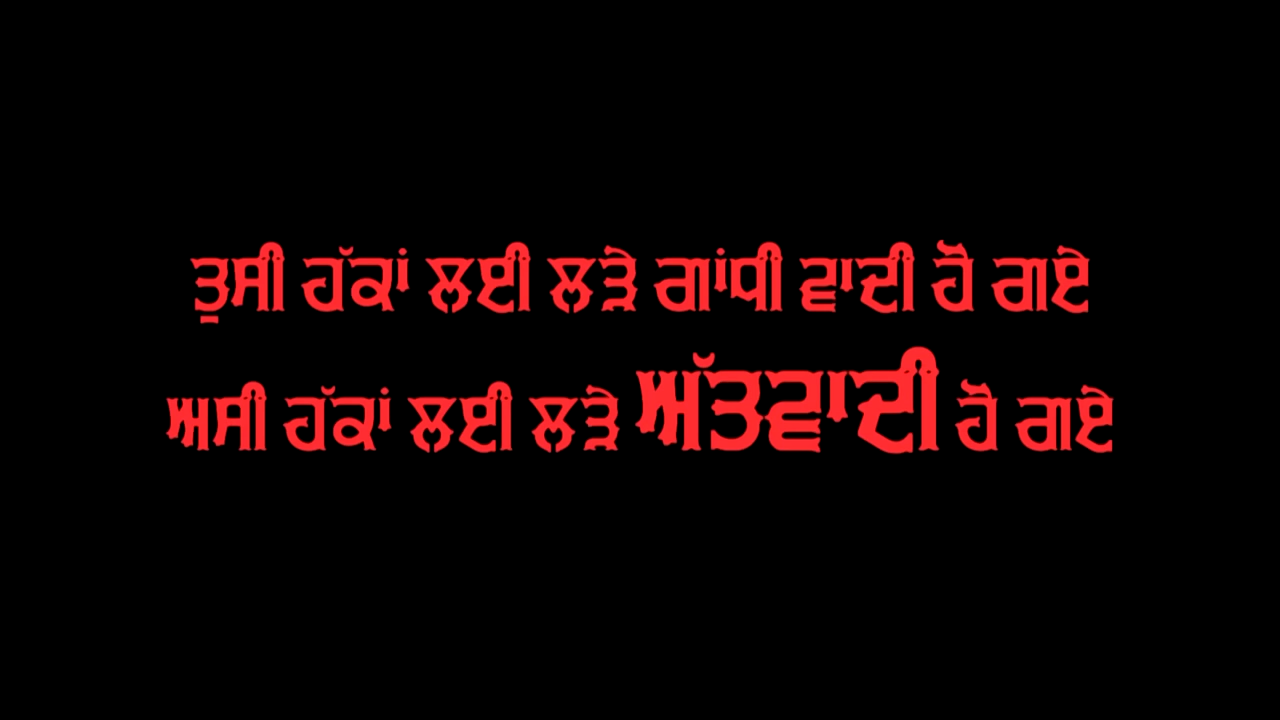 ਤੁਸੀ ਹੱਕਾਂ ਲਈ ਲੜੇ ਗਾਂਧੀ ਵਾਦੀ ਹੋ ਗਏ
ਅਸੀ ਹੱਕਾਂ ਲਈ ਲੜੇ ਅੱਤਵਾਦੀ ਹੋ ਗਏ